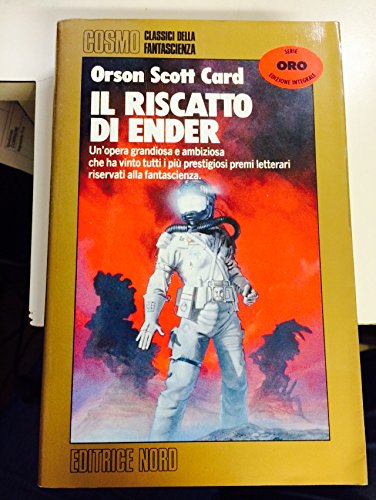 COSMO
CLASSICI DELLA
FANTASCIENZA
SERIE
ORO
EDIZIONE INTEGRALE
Orson Scott Card
IL RISCATTO
DI ENDER
Un'opera grandiosa e ambiziosa
che ha vinto tutti i più prestigiosi premi letterari
riservati alla fantascienza.
EDITRICE NORD